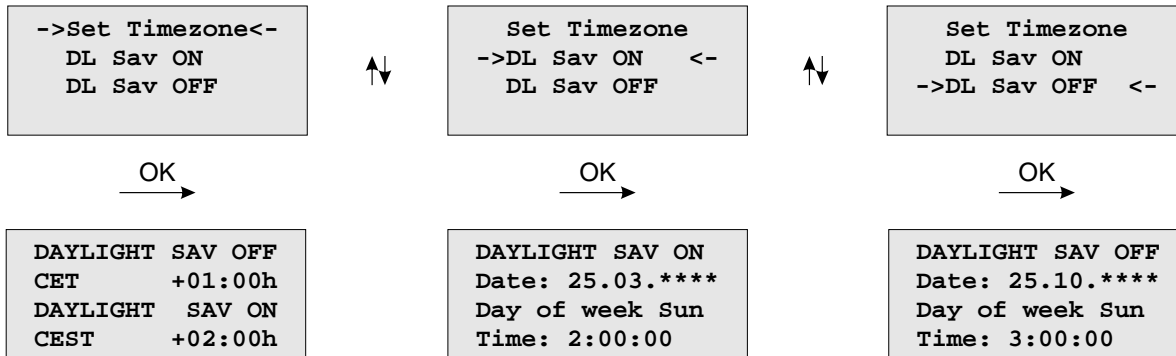 ->Set Timezone<-
DL Sav ON
DL Sav OFF
Set Timezone
->DL Sav ON <-
DL Sav OFF
Set Timezone
DL Sav ON
->DL Sav OFF <-
OK
OK
OK
DAYLIGHT SAV OFF
CET +01:00h
DAYLIGHT SAV ON
CEST +02:00h
DAYLIGHT SAV ON
Date: 25.03.****
Day of week Sun
Time: 2:00:00
DAYLIGHT SAV OFF
Date: 25.10.****
Day of week Sun
Time: 3:00:00